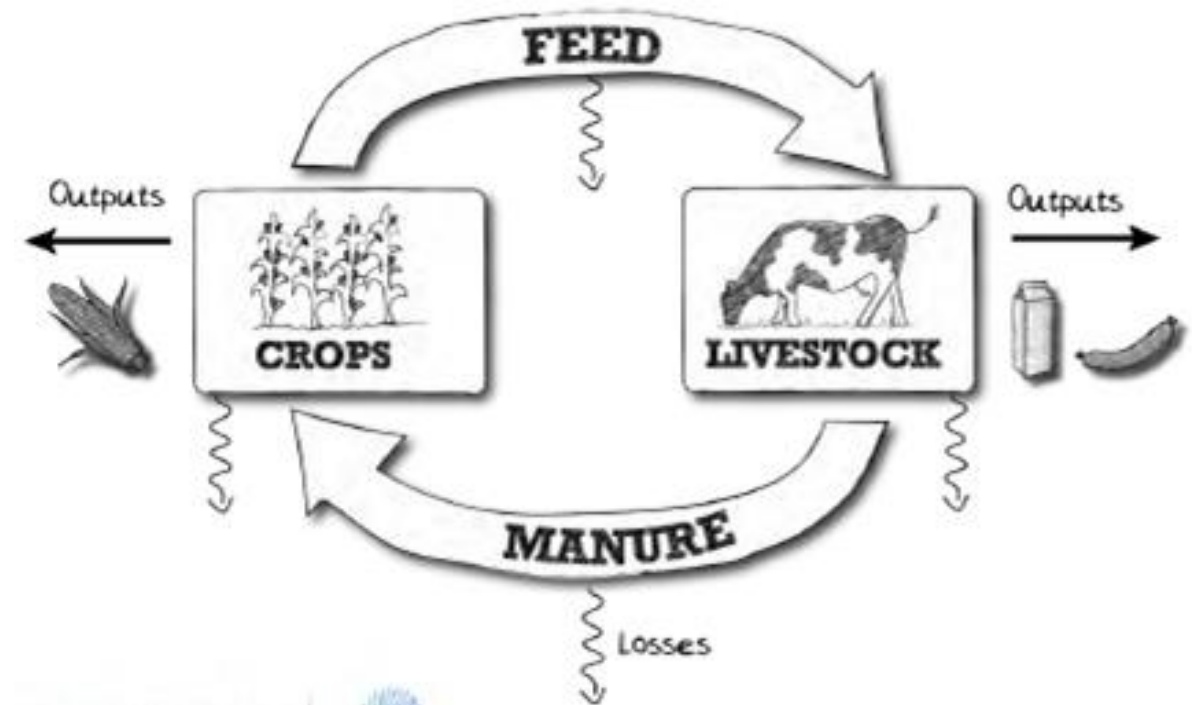 FEED
Outputs
Outputs
CROPS
LIVESTOCK
MANURE
Losses